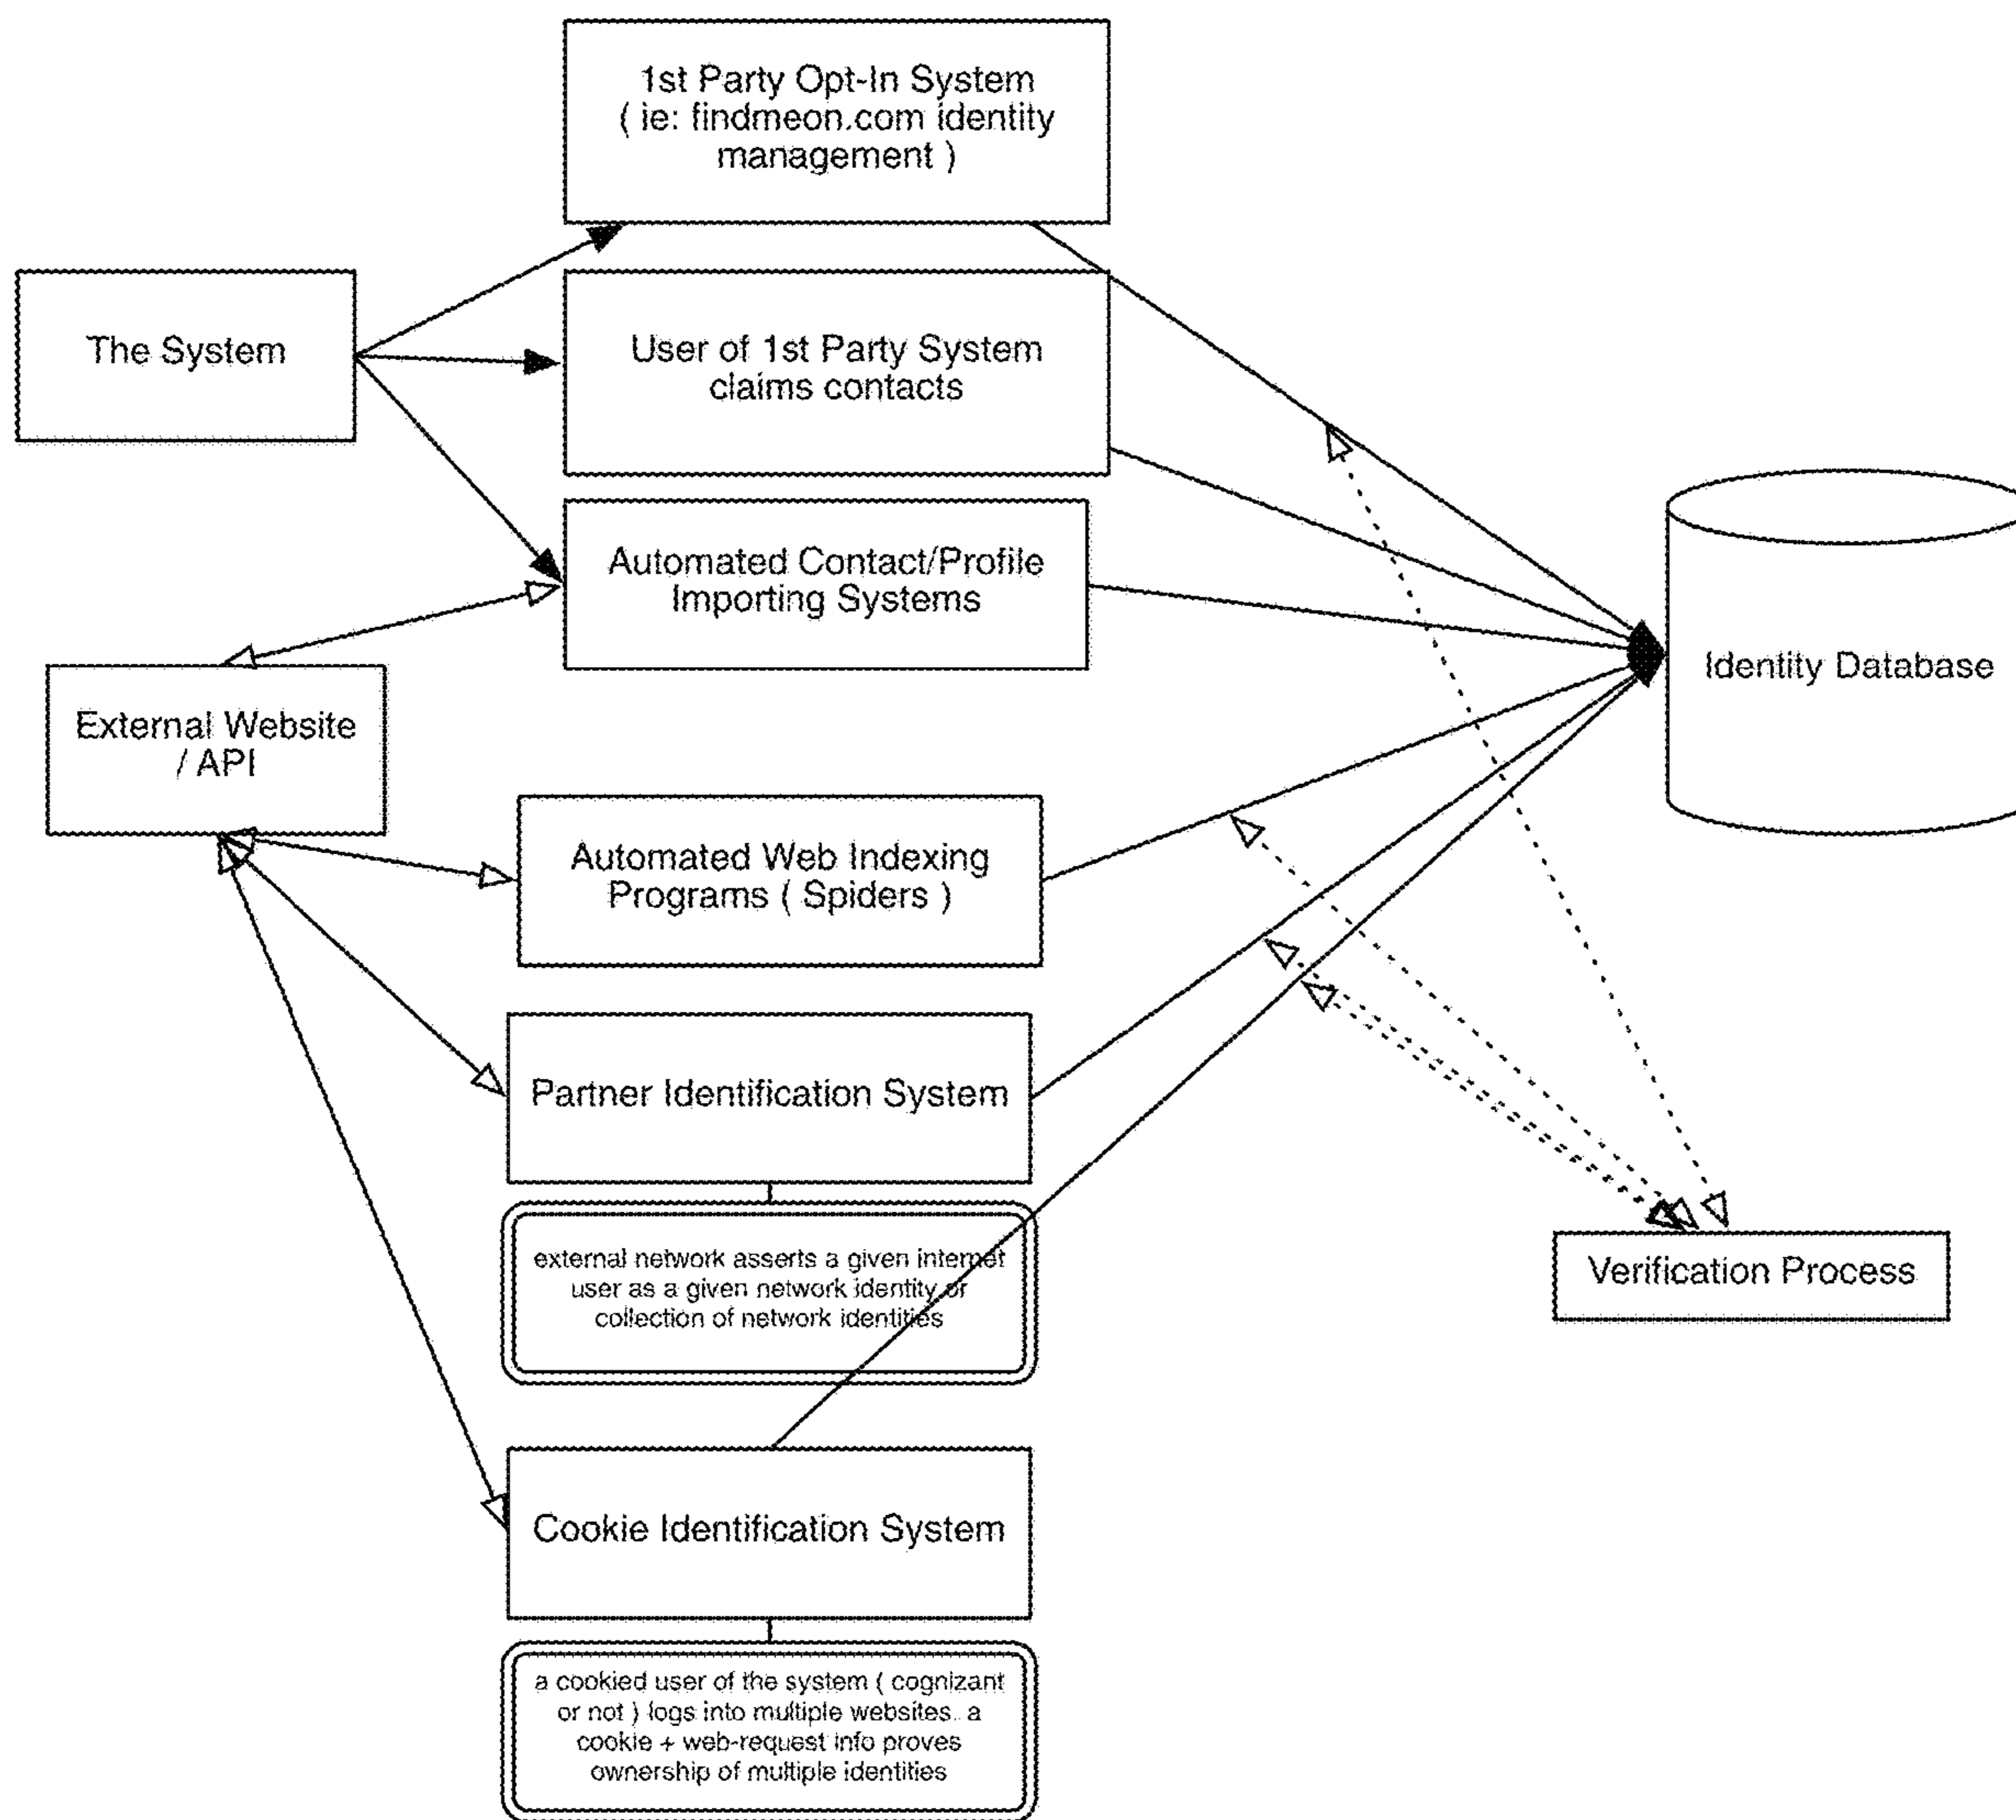 1st Party Opt-In System
( ie: findmeon.com identity
management )
The System
User of 1st Party System
claims contacts
Automated Contact/Profile
Importing Systems
Identity Database
External Website
/ API
Automated Web Indexing
Programs ( Spiders )
Partner Identification System
external network asserts a given internet
user as a given network identity or
collection of network identities
Verification Process
Cookie Identification System
a cookied user of the system ( cognizant
or not ) logs into multiple websites. a
cookie + web-request info proves
ownership of multiple identities